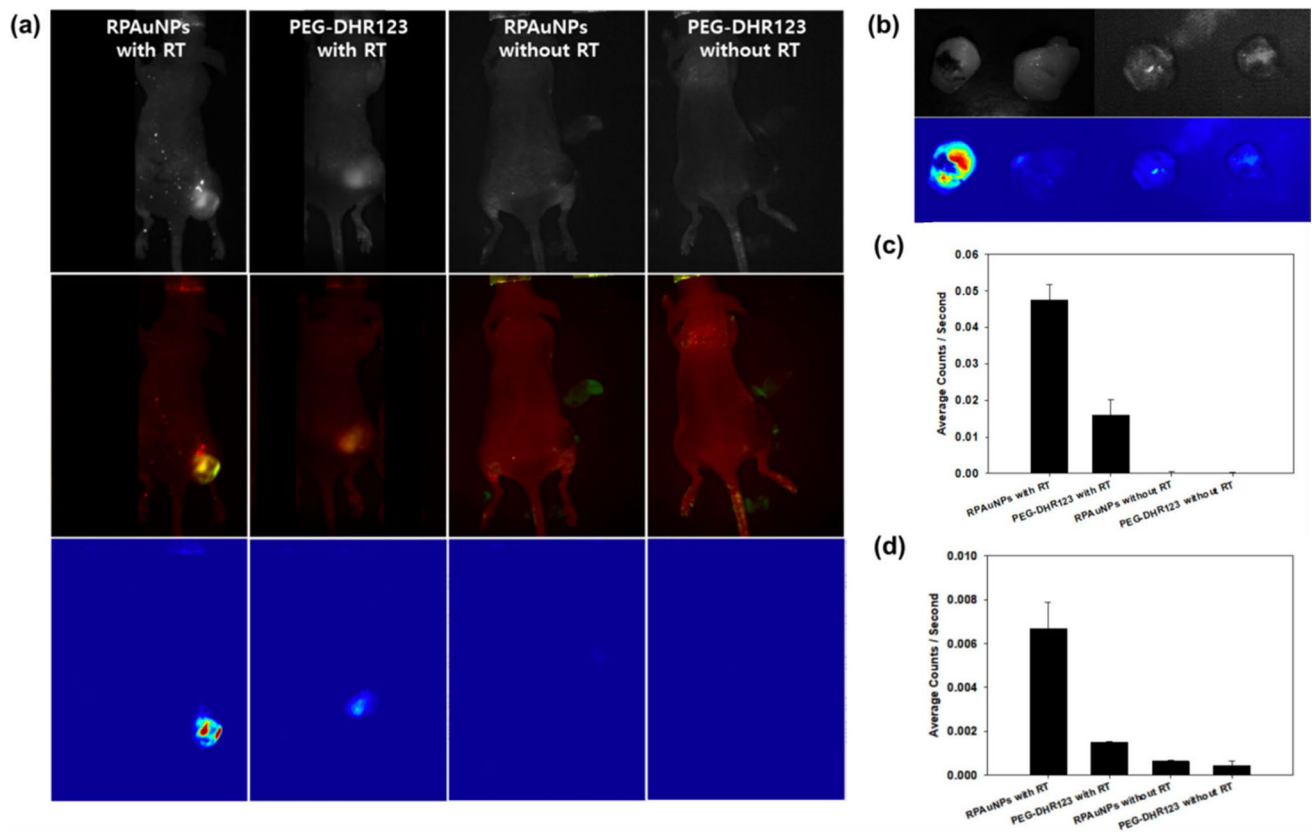 (a)
RPAuNPs
with RT
PEG-DHR123
with RT
RPAuNPs
without RT
PEG-DHR123
without RT
(b)
(c)
0.06
0.05
0.04
0.03
0.02
0.01
0.00
Average Counts / Second
RPAuNPs with RT
PEG-DHR123 with RT
RPAuNPs without RT
PEG-DHR123 without RT
(d)
0.010
0.008
0.006
0.004
0.002
0.000
Average Counts / Second
RPAuNPs with RT
PEG-DHR123 with RT
RPAuNPs without RT
PEG-DHR123 without RT